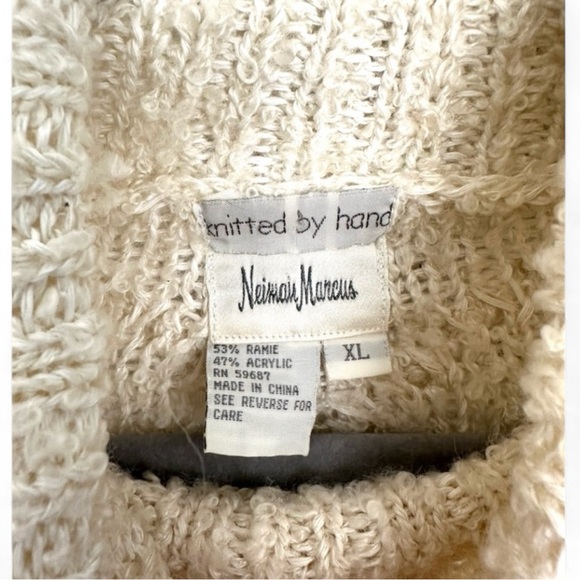 knitted by hand
Neiman Marcus
53% RAMIE
47% ACRYLIC
RN 59687
MADE IN CHINA
SEE REVERSE FOR
CARE
XL